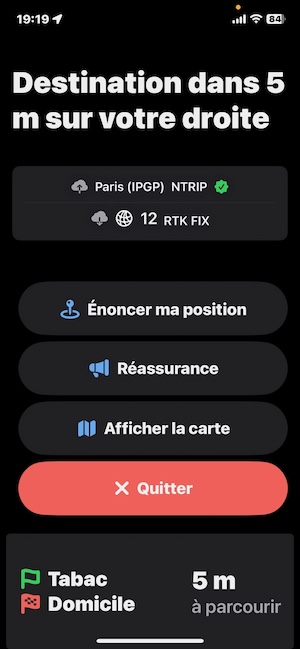 19:19
84
Destination dans 5
m sur votre droite
Paris (IPGP) NTRIP
12 RTK FIX
Énoncer ma position
Réassurance
Afficher la carte
Quitter
Tabac
Domicile
5 m
à parcourir